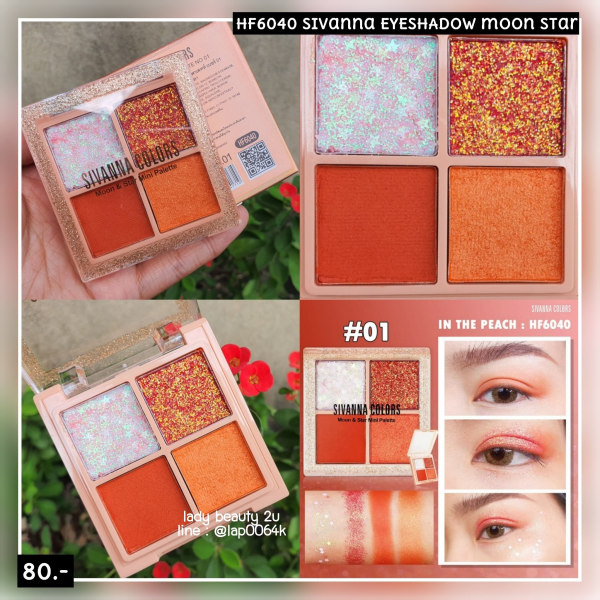 HF6040 SIVANNA EYESHADOW MOON STAR
SIVANNA COLORS
Moon & Star Mini Palette
HF6040
.01
#01
SIVANNA COLORS
IN THE PEACH : HF6040
SIVANNA COLORS
Moon & Star Mini Palette
lady beauty 2u
line : @lap0064k
80.-